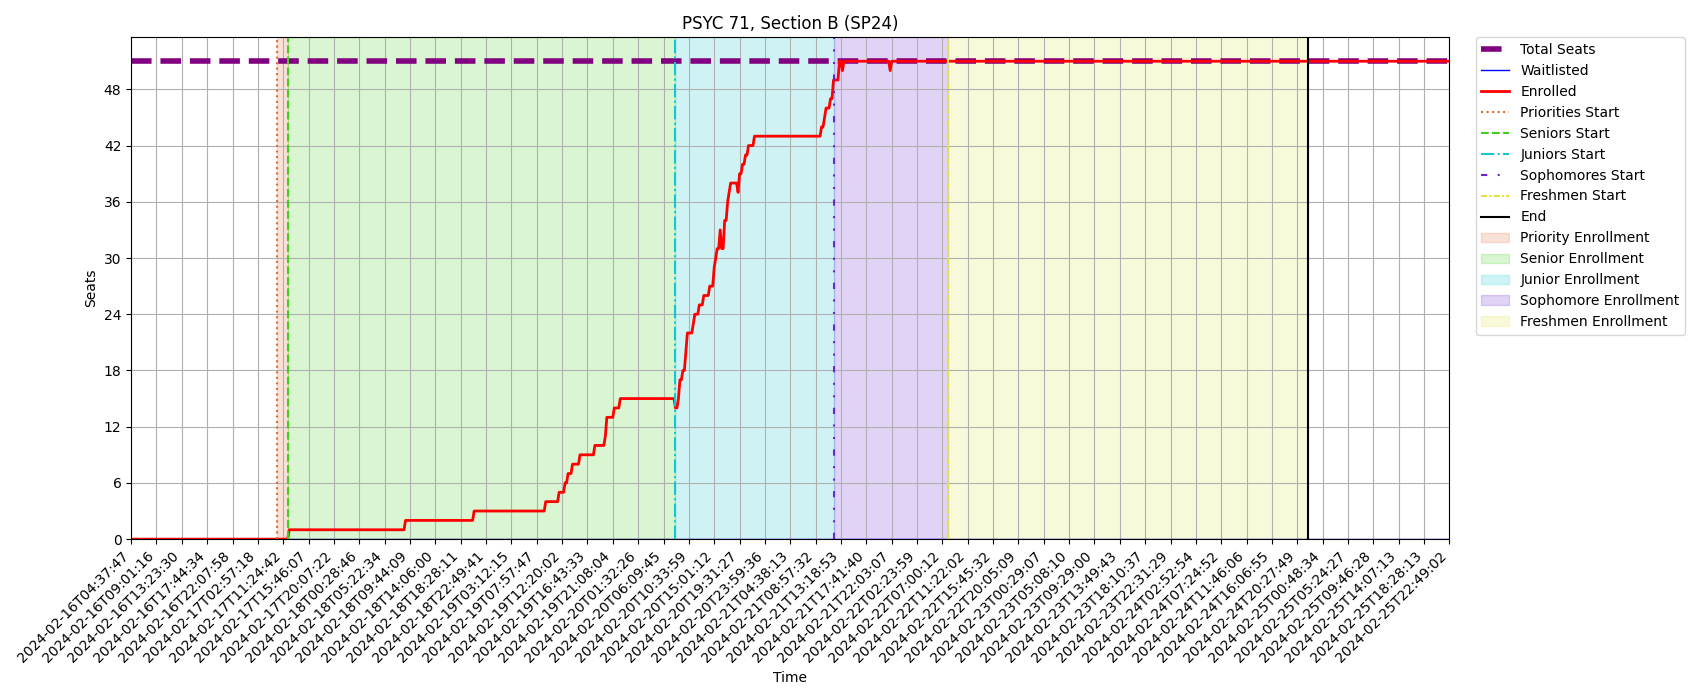 PSYC 71, Section B (SP24)
Total Seats
Waitlisted
Enrolled
Priorities Start
Seniors Start
Juniors Start
Sophomores Start
Freshmen Start
End
Priority Enrollment
Senior Enrollment
Junior Enrollment
Sophomore Enrollment
Freshmen Enrollment
Seats
48
42
36
30
24
18
12
6
0
2024-02-16T04:37:47
2024-02-16T09:01:16
2024-02-16T13:23:30
2024-02-16T17:44:34
2024-02-16T22:07:58
2024-02-17T02:57:18
2024-02-17T11:24:42
2024-02-17T15:46:07
2024-02-17T20:07:22
2024-02-18T00:28:46
2024-02-18T05:22:34
2024-02-18T09:44:09
2024-02-18T14:06:00
2024-02-18T18:28:11
2024-02-18T22:49:41
2024-02-19T03:12:15
2024-02-19T07:57:47
2024-02-19T12:20:02
2024-02-19T16:43:33
2024-02-19T21:08:04
2024-02-20T01:32:26
2024-02-20T06:09:45
2024-02-20T10:33:59
2024-02-20T15:01:12
2024-02-20T19:31:27
2024-02-20T23:59:36
2024-02-21T04:38:13
2024-02-21T08:57:32
2024-02-21T13:18:53
2024-02-21T17:41:40
2024-02-21T22:03:07
2024-02-22T02:23:59
2024-02-22T07:00:12
2024-02-22T11:22:02
2024-02-22T15:45:32
2024-02-22T20:05:09
2024-02-23T00:29:07
2024-02-23T05:08:10
2024-02-23T09:29:00
2024-02-23T13:49:43
2024-02-23T18:10:37
2024-02-23T22:31:29
2024-02-24T02:52:54
2024-02-24T07:24:52
2024-02-24T11:46:06
2024-02-24T16:06:55
2024-02-24T20:27:49
2024-02-25T00:48:34
2024-02-25T05:24:27
2024-02-25T09:46:28
2024-02-25T14:07:13
2024-02-25T18:28:13
2024-02-25T22:49:02
Time